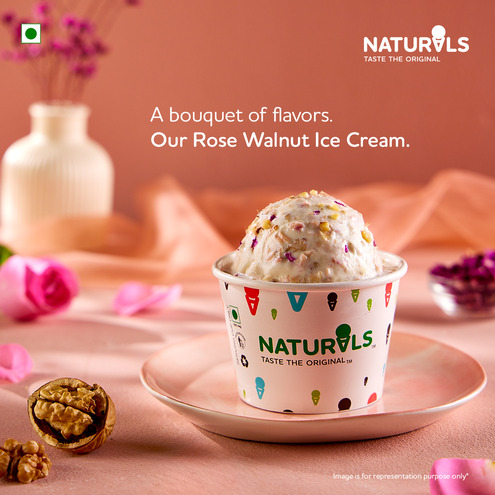 NATURALS
TASTE THE ORIGINAL
A bouquet of flavors.
Our Rose Walnut Ice Cream.
NATURALS
TASTE THE ORIGINAL TM
Image is for representation purpose only*